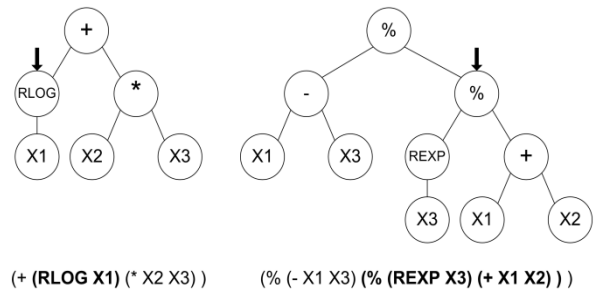 + %
RLOG * - %
X1 X2 X3 X1 X3 REXP +
X3 X1 X2
(+ (RLOG X1) (* X2 X3) ) (% (- X1 X3) (% (REXP X3) (+ X1 X2) ) )